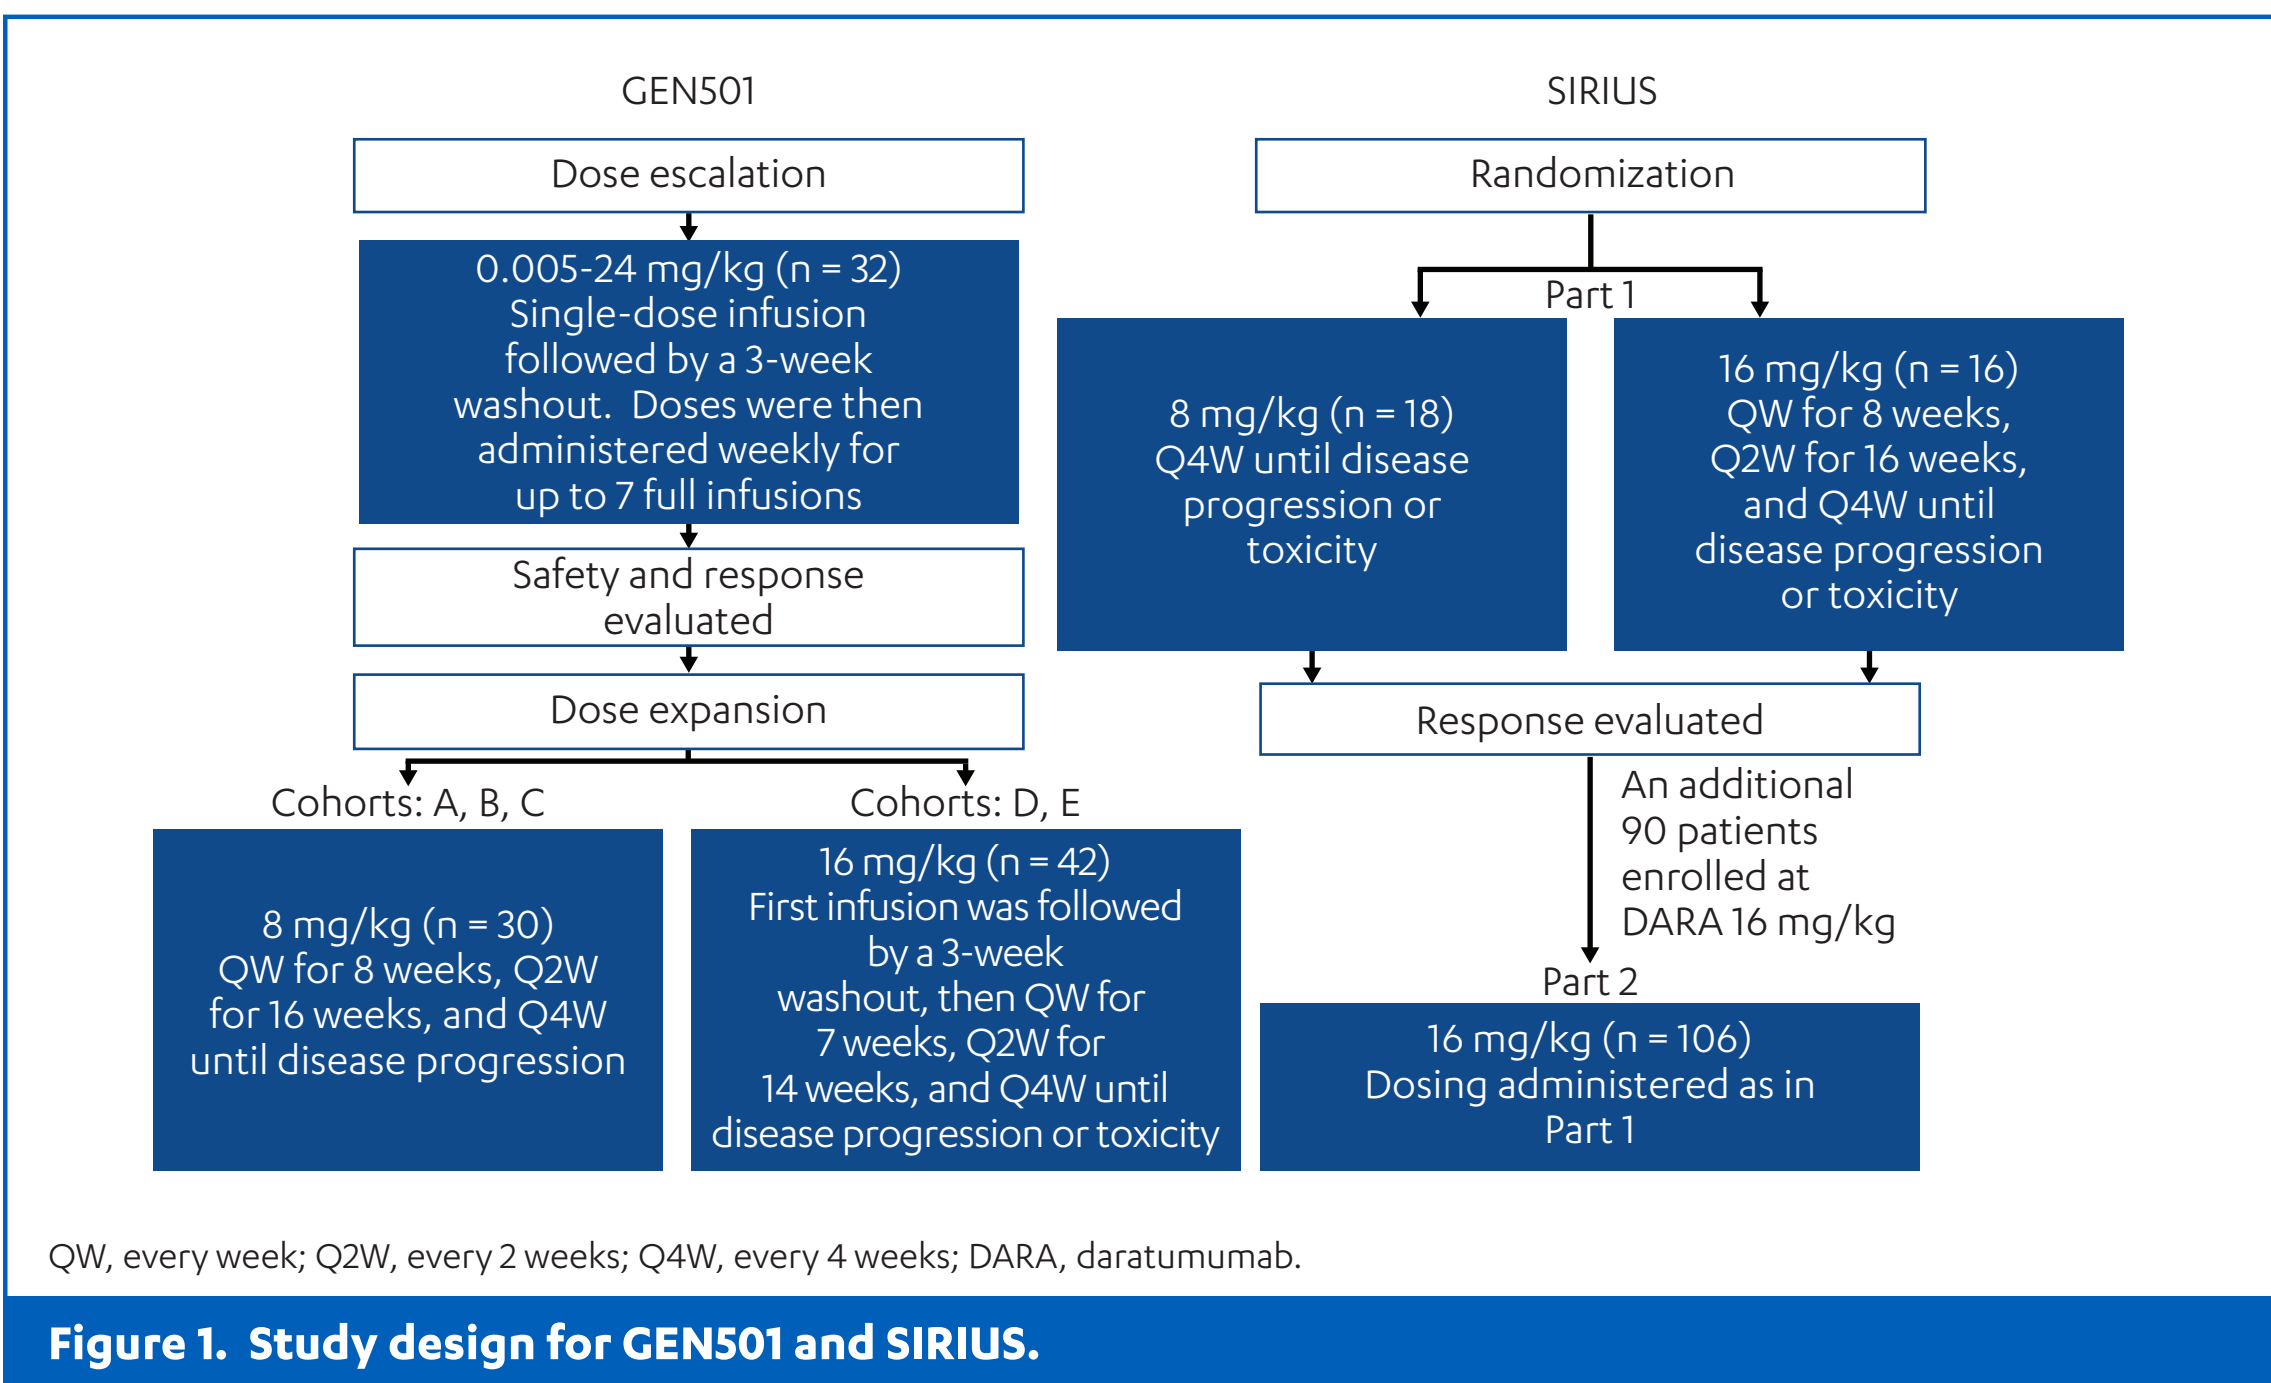 GEN501
Dose escalation
0.005-24 mg/kg (n = 32)
Single-dose infusion
followed by a 3-week
washout.  Doses were then
administered weekly for
up to 7 full infusions
Safety and response
evaluated
Dose expansion
Cohorts: A, B, C
8 mg/kg (n = 30)
QW for 8 weeks, Q2W
for 16 weeks, and Q4W
until disease progression
Cohorts: D, E
16 mg/kg (n = 42)
First infusion was followed
by a 3-week
washout, then QW for
7 weeks, Q2W for
14 weeks, and Q4W until
disease progression or toxicity
SIRIUS
Randomization
Part 1
8 mg/kg (n = 18)
Q4W until disease
progression or
toxicity
16 mg/kg (n = 16)
QW for 8 weeks,
Q2W for 16 weeks,
and Q4W until
disease progression
or toxicity
Response evaluated
An additional
90 patients
enrolled at
DARA 16 mg/kg
Part 2
16 mg/kg (n = 106)
Dosing administered as in
Part 1
QW, every week; Q2W, every 2 weeks; Q4W, every 4 weeks; DARA, daratumumab.
Figure 1.  Study design for GEN501 and SIRIUS.